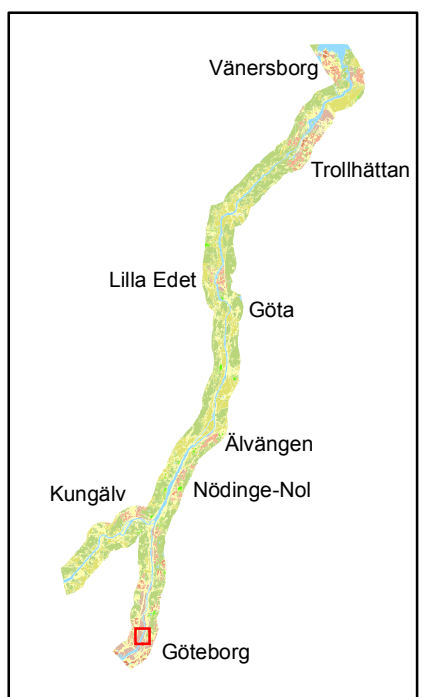 Vänersborg
Trollhättan
Lilla Edet
Göta
Älvängen
Kungälv
Nödinge-Nol
Göteborg